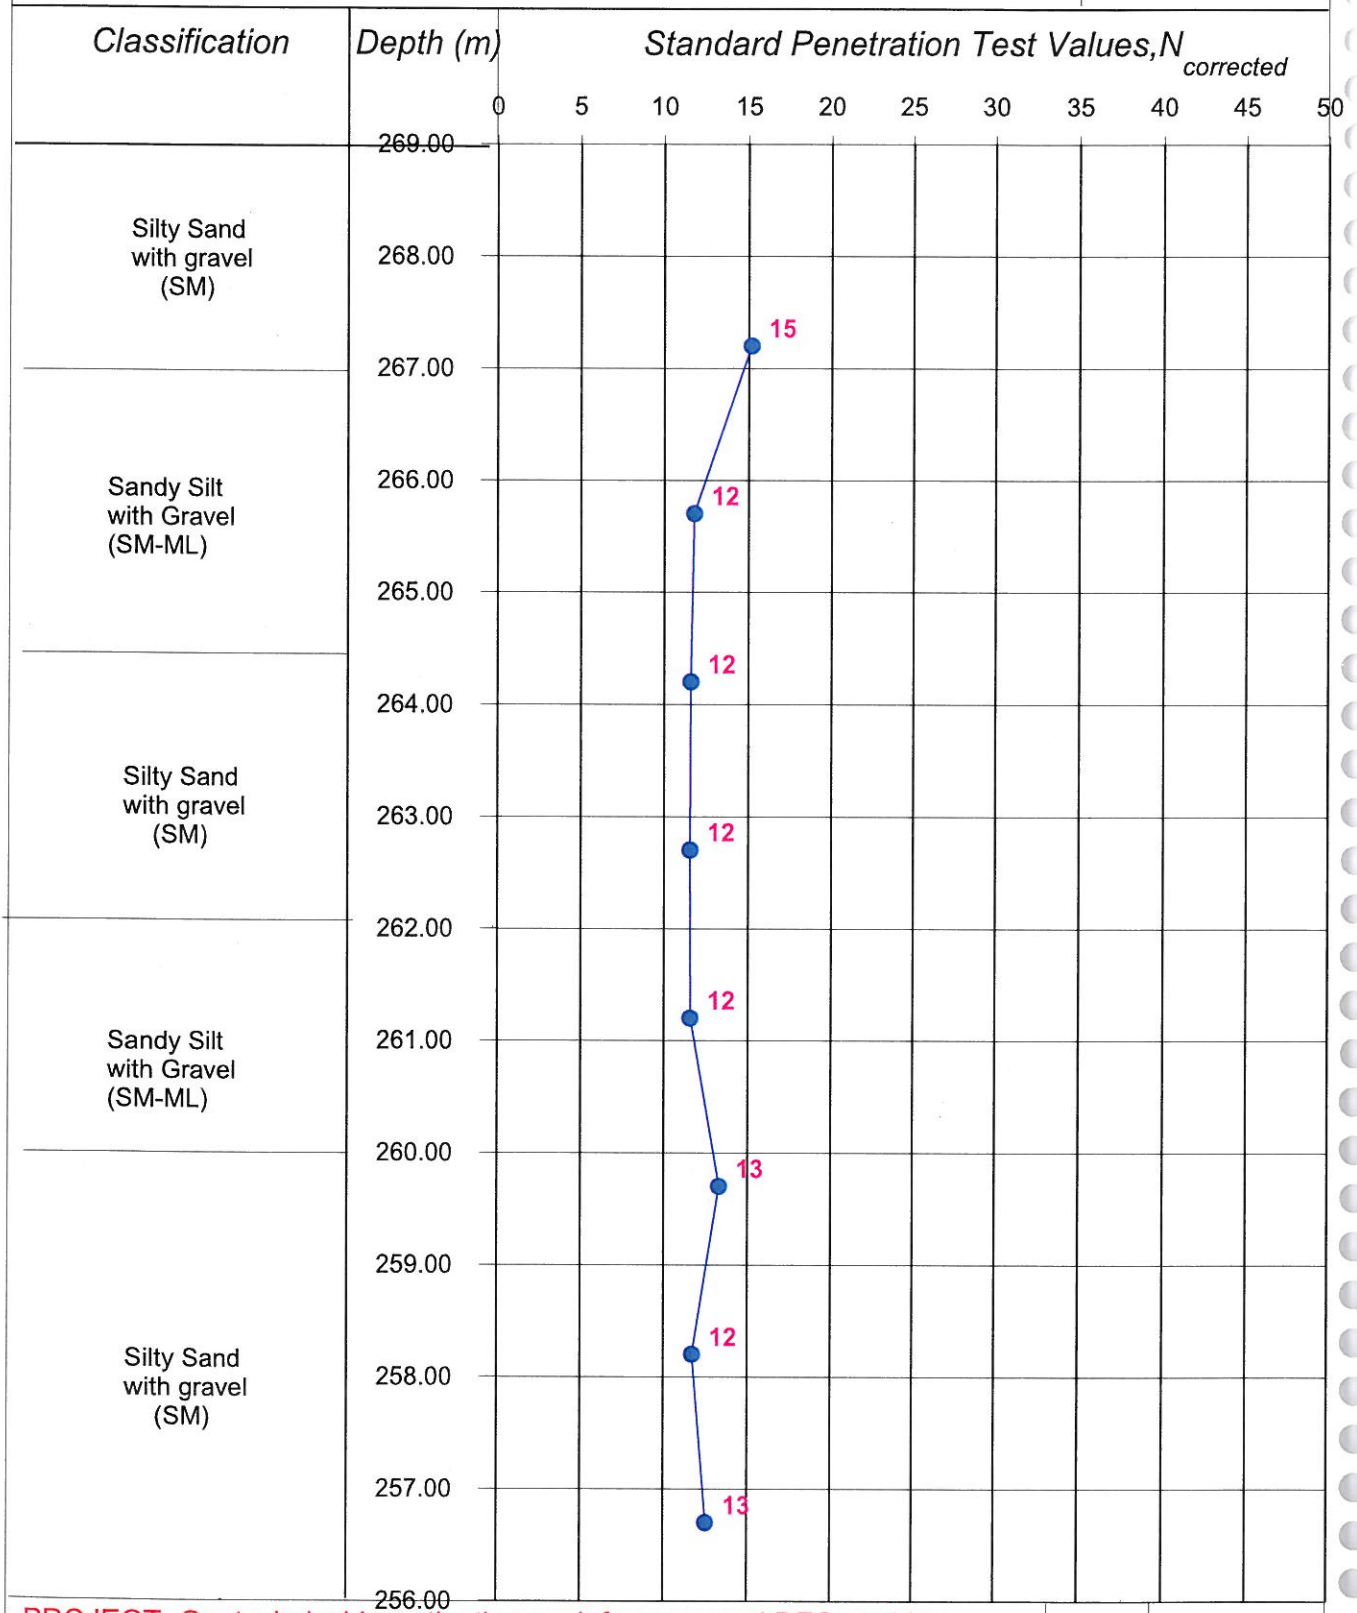 Classification
Depth (m)
Standard Penetration Test Values,N corrected
0 5 10 15 20 25 30 35 40 45 50
269.00
Silty Sand
with gravel
(SM)
268.00
15
267.00
266.00
Sandy Silt
with Gravel
(SM-ML)
12
265.00
12
264.00
Silty Sand
with gravel
(SM)
263.00
12
262.00
12
261.00
Sandy Silt
with Gravel
(SM-ML)
260.00
13
259.00
12
258.00
Silty Sand
with gravel
(SM)
257.00
13
256.00